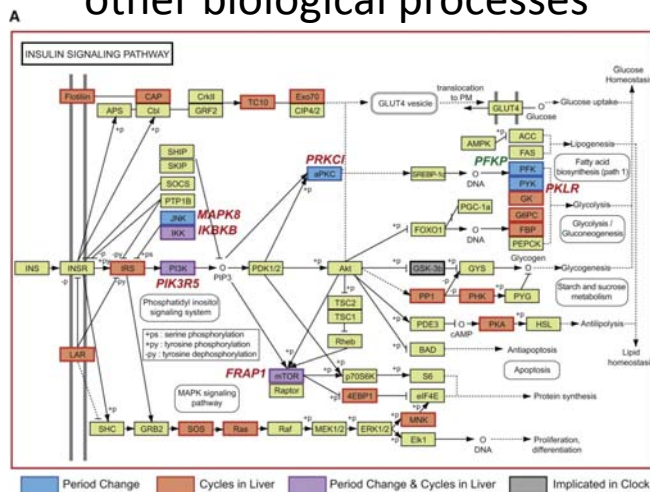 other biological processes
A
INSULIN SIGNALING PATHWAY
Glucose
Homeostasis
Flotillin
CAP
CrkII
TC10
Exo70
translocation
to PM
APS
Cbl
GRF2
CIP4/2
GLUT4 vesicle
GLUT4
Glucose
Glucose uptake
+p
+p
SHIP
SKIP
SOCS
PTP1B
JNK
IKK
MAPK8
IKBKB
PRKCI
aPKC
+p
AMPK
+p
ACC
FAS
Lipogenesis
SREBP-1c
DNA
PFKP
PFK
PYK
PKLR
GK
G6PC
FBP
PEPCK
Fatty acid
biosynthesis (path 1)
Glycolysis
Glycolysis /
Gluconeogenesis
PGC-1a
FOXO1
+p
DNA
INS
INSR
-p
+py
-py
+ps
IRS
-py
PI3K
PIK3R5
PIP3
PDK1/2
+p
Akt
+p
GSK-3b
-p
GYS
Glycogen
Glycogenesis
PP1
-p
PHK
PYG
Starch and sucrose
metabolism
Phosphatidyl inositol
signaling system
+ps : serine phosphorylation
+py : tyrosine phosphorylation
-py : tyrosine dephosphorylation
TSC2
TSC1
Rheb
PDE3
cAMP
PKA
+p
HSL
Antilipolysis
BAD
Antiapoptosis
Apoptosis
Lipid
homeostasis
LAR
FRAP1
mTOR
Raptor
MAPK signaling
pathway
p70S6K
+p
S6
4EBP1
eIF4E
Protein synthesis
SHC
GRB2
SOS
Ras
Raf
+p
MEK1/2
+p
ERK1/2
+p
MNK
Elk1
DNA
Proliferation,
differentiation
Period Change
Cycles in Liver
Period Change & Cycles in Liver
Implicated in Clock